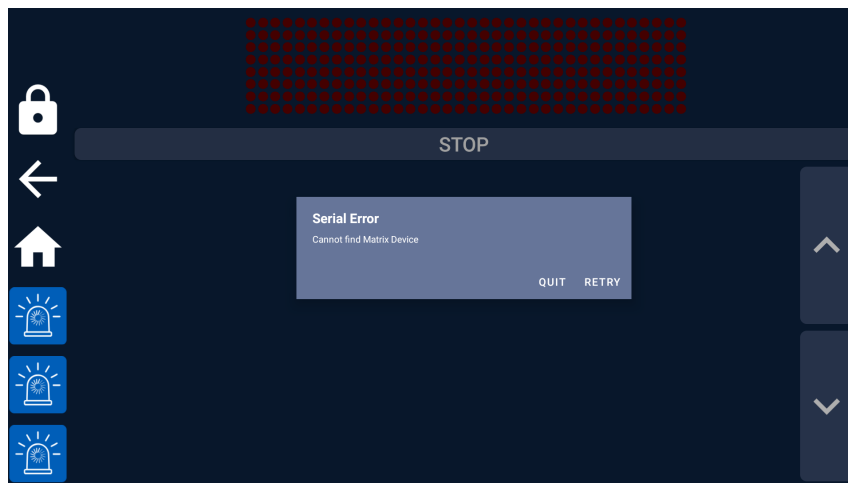 STOP
Serial Error
Cannot find Matrix Device
QUIT RETRY